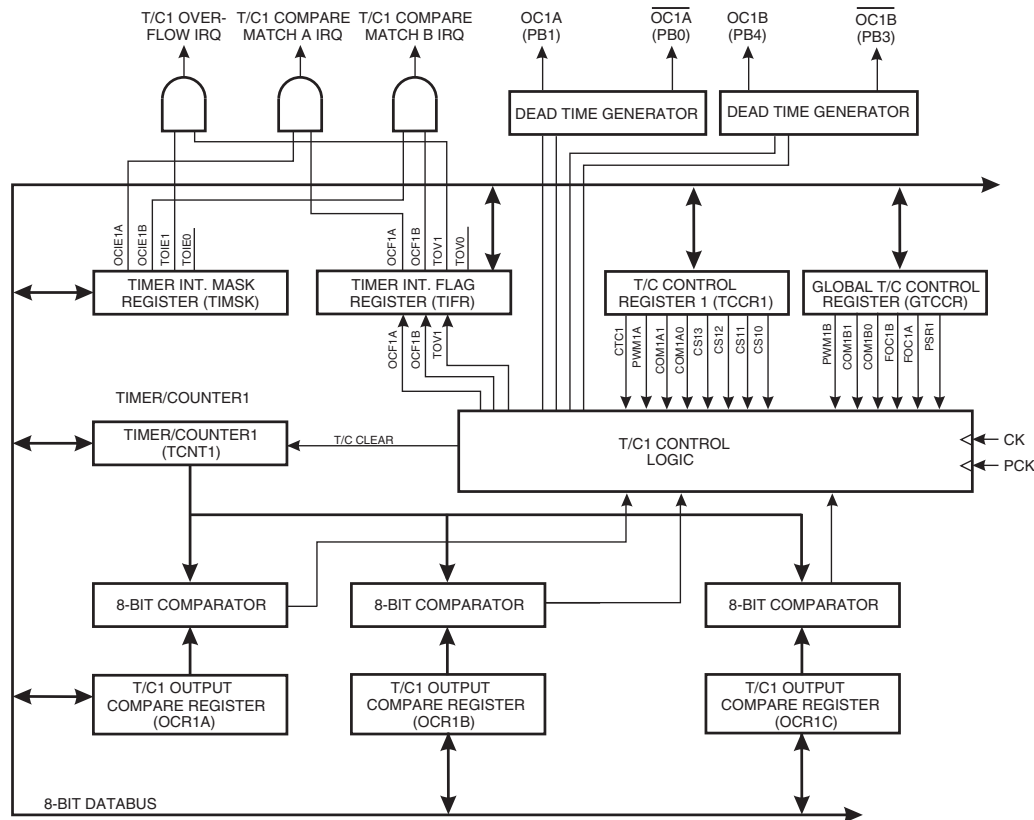 T/C1 OVER-
FLOW IRQ
T/C1 COMPARE
MATCH A IRQ
T/C1 COMPARE
MATCH B IRQ
OC1A
(PB1)
OC1A
(PB0)
OC1B
(PB4)
OC1B
(PB3)
DEAD TIME GENERATOR
DEAD TIME GENERATOR
OCIE1A
OCIE1B
TOIE1
TOIE0
OCF1A
OCF1B
TOV1
TOV0
TIMER INT. MASK
REGISTER (TIMSK)
TIMER INT. FLAG
REGISTER (TIFR)
T/C CONTROL
REGISTER 1 (TCCR1)
GLOBAL T/C CONTROL
REGISTER (GTCCR)
OCF1A
OCF1B
TOV1
CTC1
PWM1A
COM1A1
COM1A0
CS13
CS12
CS11
CS10
PWM1B
COM1B1
COM1B0
FOC1B
FOC1A
PSR1
TIMER/COUNTER1
TIMER/COUNTER1
(TCNT1)
T/C CLEAR
T/C1 CONTROL
LOGIC
CK
PCK
8-BIT COMPARATOR
8-BIT COMPARATOR
8-BIT COMPARATOR
T/C1 OUTPUT
COMPARE REGISTER
(OCR1A)
T/C1 OUTPUT
COMPARE REGISTER
(OCR1B)
T/C1 OUTPUT
COMPARE REGISTER
(OCR1C)
8-BIT DATABUS